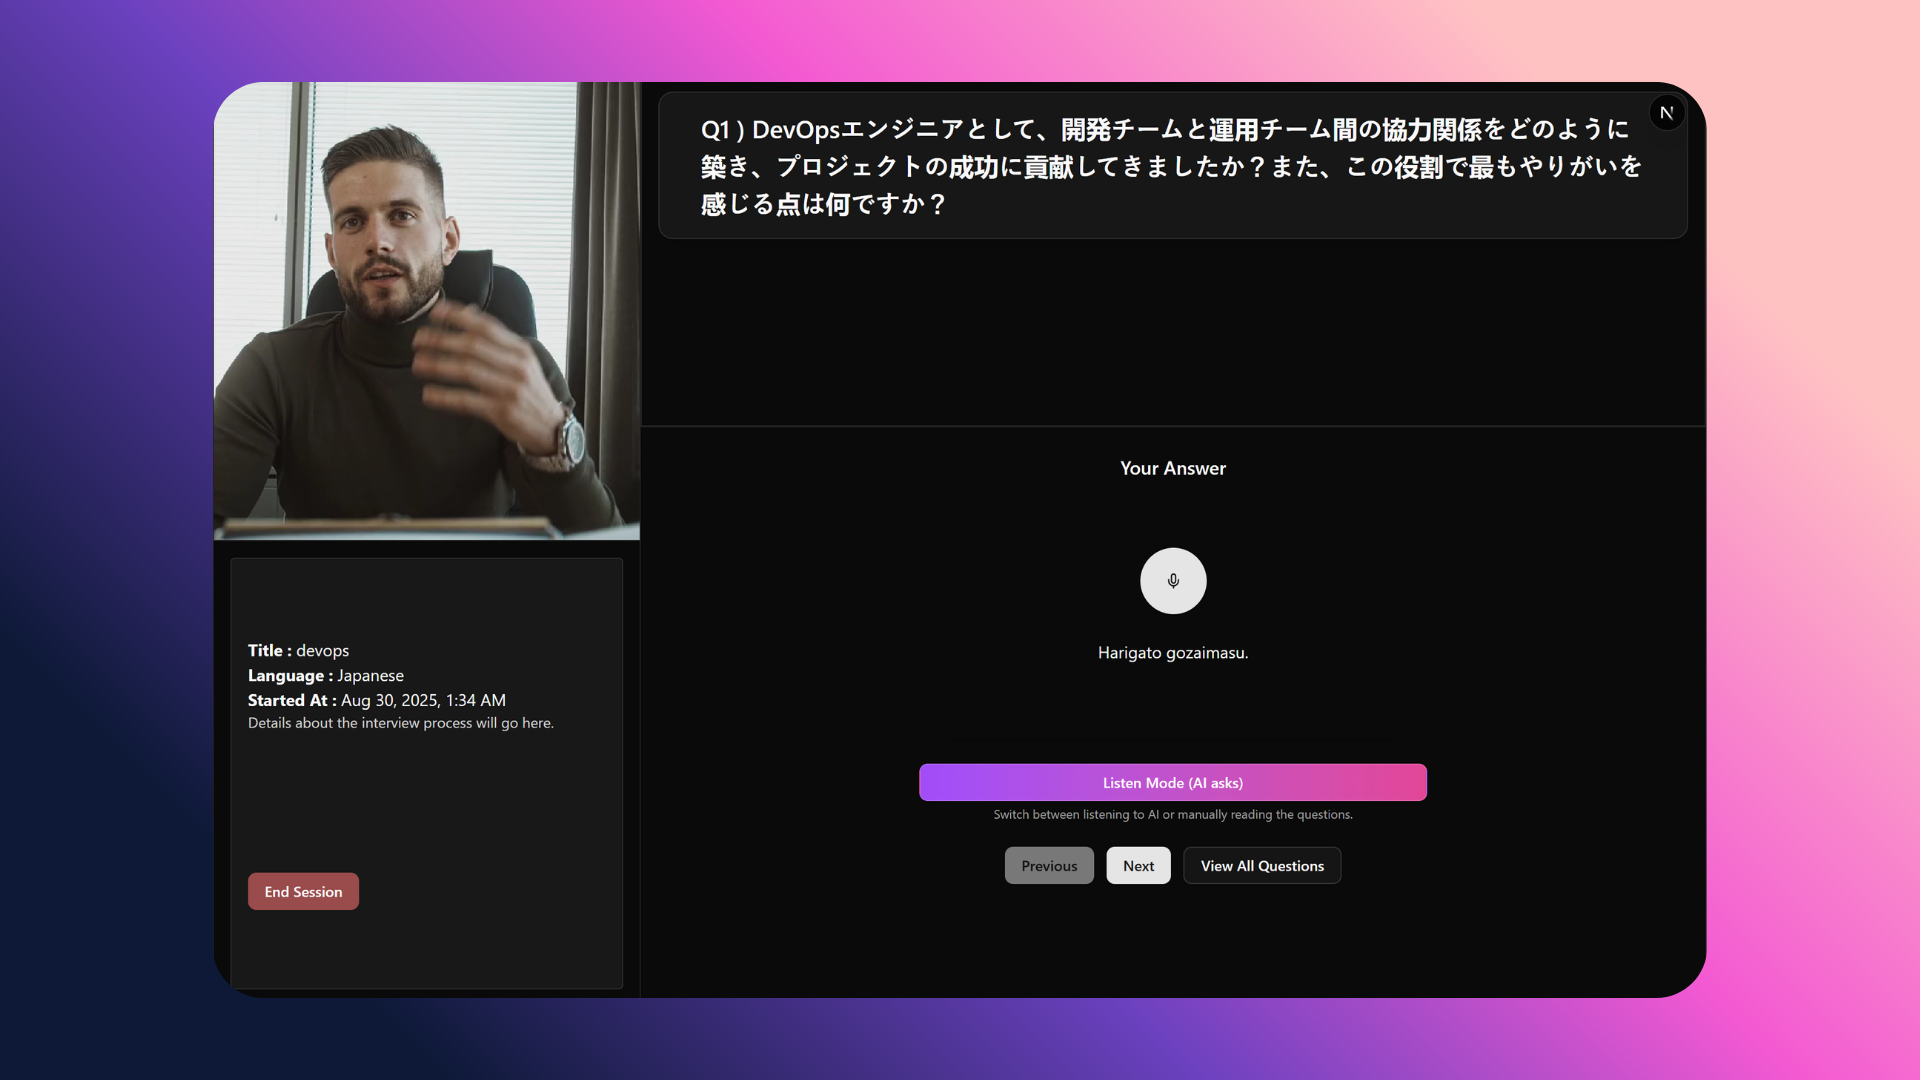 Q1 ) DevOpsエンジニアとして、開発チームと運用チーム間の協力関係をどのように
築き、プロジェクトの成功に貢献してきましたか？また、この役割で最もやりがいを
感じる点は何ですか？
N
Your Answer
Harigato gozaimasu.
Title : devops
Language : Japanese
Started At : Aug 30, 2025, 1:34 AM
Details about the interview process will go here.
End Session
Listen Mode (AI asks)
Switch between listening to AI or manually reading the questions.
Previous
Next
View All Questions